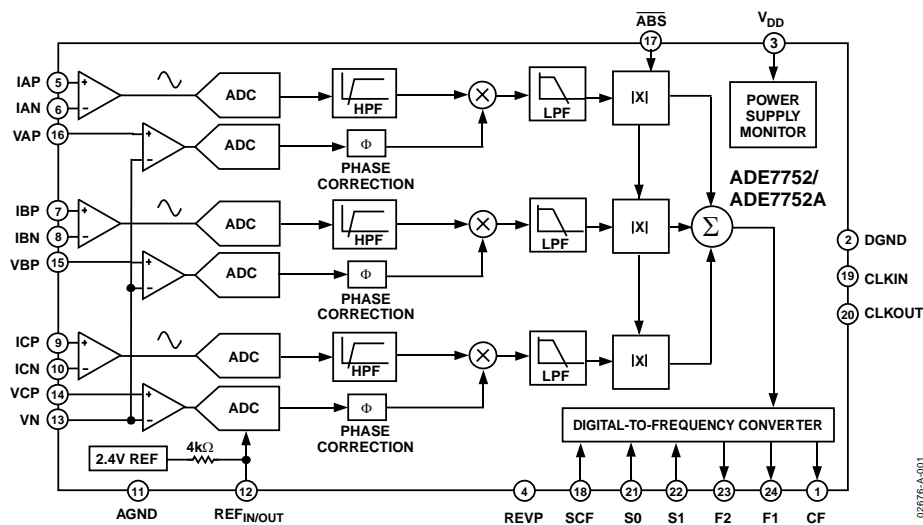 ABS
VDD
17
3
IAP 5
IAN 6
VAP 16
+
−
ADC
HPF
LPF
|X|
POWER
SUPPLY
MONITOR
+
−
ADC
Φ
PHASE
CORRECTION
ADE7752/
ADE7752A
IBP 7
IBN 8
VBP 15
+
−
ADC
HPF
LPF
|X|
Σ
2 DGND
19 CLKIN
20 CLKOUT
+
−
ADC
Φ
PHASE
CORRECTION
ICP 9
ICN 10
VCP 14
VN 13
+
−
ADC
HPF
LPF
|X|
+
−
ADC
Φ
PHASE
CORRECTION
DIGITAL-TO-FREQUENCY CONVERTER
2.4V REF
4kΩ
11
12
4
18
21
22
23
24
1
AGND
REFIN/OUT
REVP
SCF
S0
S1
F2
F1
CF
02676-A-001